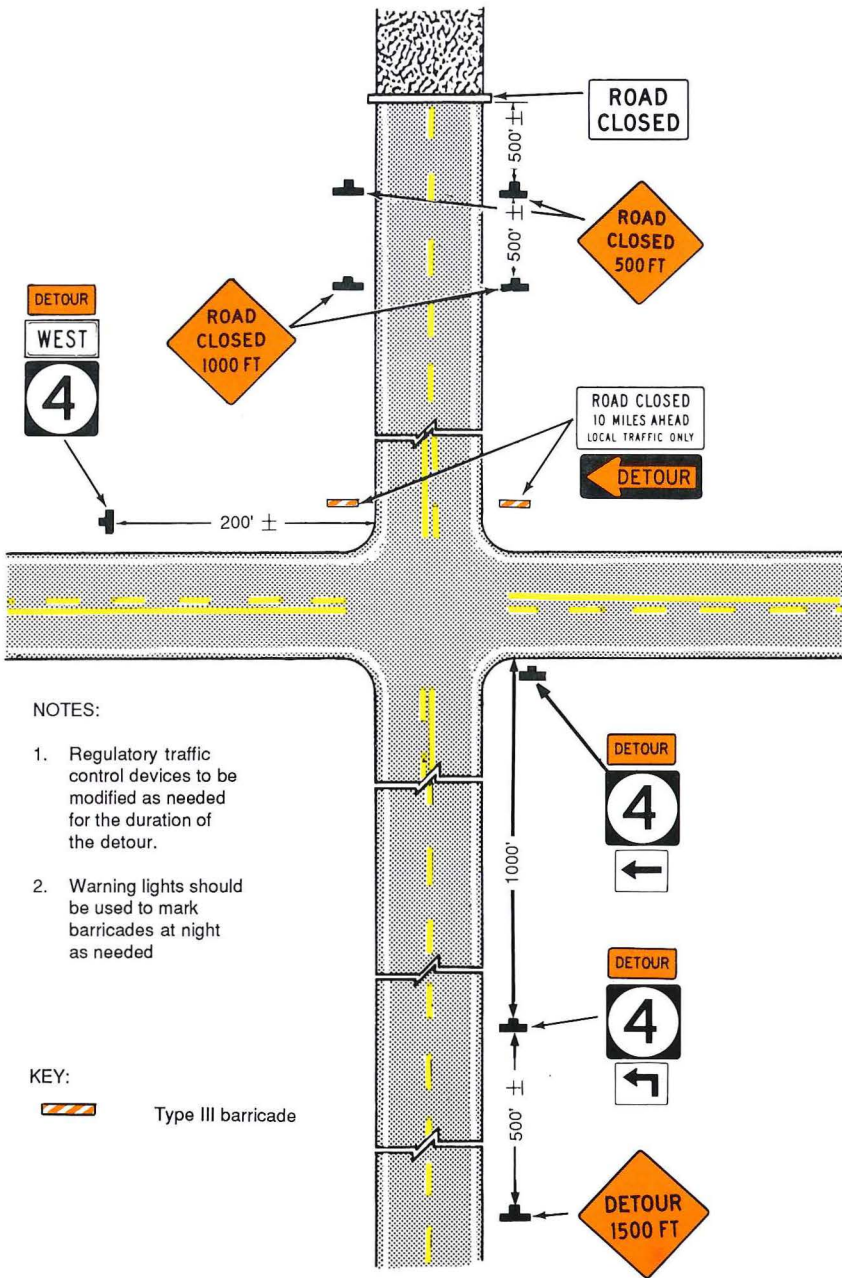 ROAD
CLOSED
500' ±
ROAD
CLOSED
500 FT
500' ±
ROAD
CLOSED
1000 FT
DETOUR
WEST
4
ROAD CLOSED
10 MILES AHEAD
LOCAL TRAFFIC ONLY
DETOUR
200' ±
NOTES:
1. Regulatory traffic
control devices to be
modified as needed
for the duration of
the detour.
2. Warning lights should
be used to mark
barricades at night
as needed
DETOUR
4
1000'
DETOUR
4
500' ±
KEY:
Type III barricade
DETOUR
1500 FT